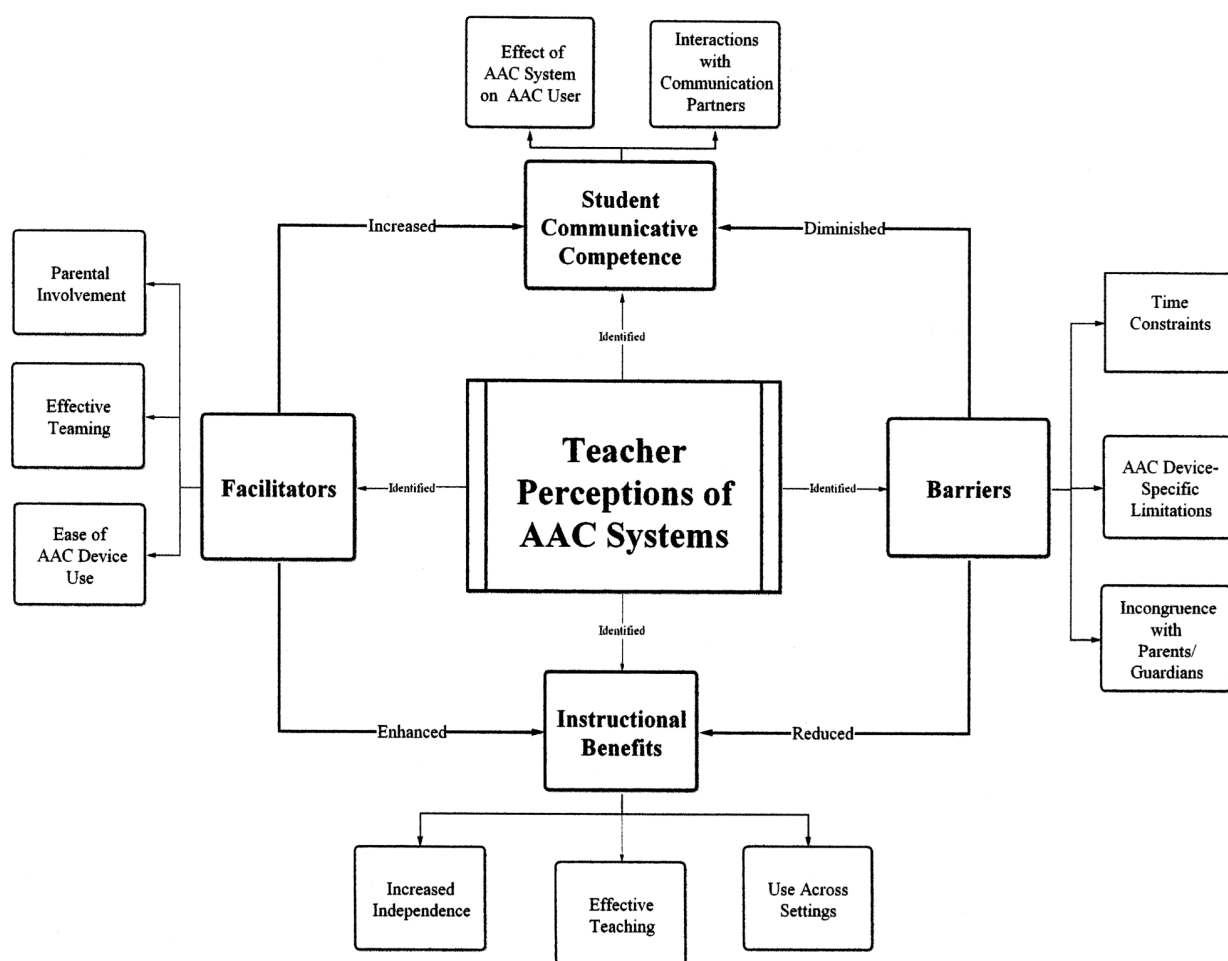 Effect of
AAC System
on AAC User
Interactions
with
Communication
Partners
Student
Communicative
Competence
Increased
Diminished
Parental
Involvement
Effective
Teaming
Ease of
AAC Device
Use
Facilitators
Identified
Identified
Teacher
Perceptions of
AAC Systems
Identified
Barriers
Time
Constraints
AAC Device-
Specific
Limitations
Incongruence
with
Parents/
Guardians
Identified
Enhanced
Instructional
Benefits
Reduced
Increased
Independence
Effective
Teaching
Use Across
Settings